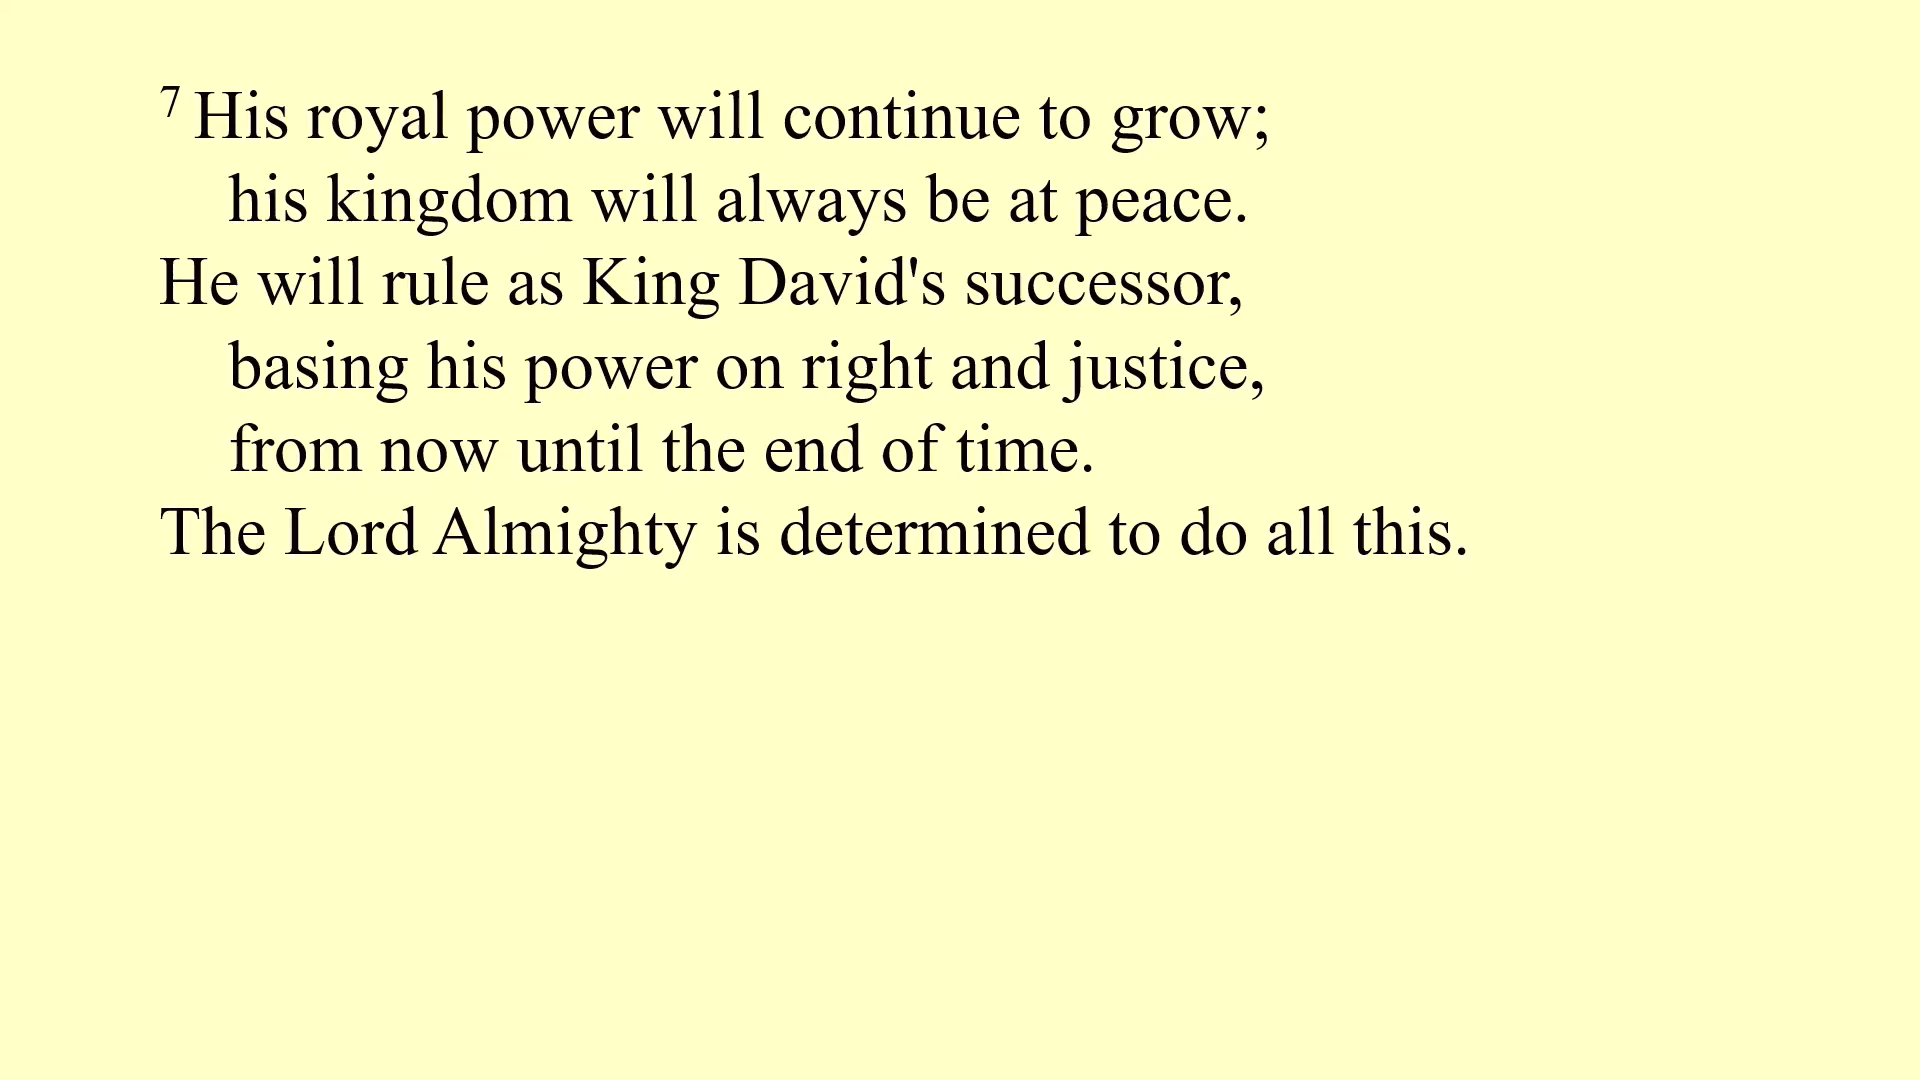 7 His royal power will continue to grow;
his kingdom will always be at peace.
He will rule as King David's successor,
basing his power on right and justice,
from now until the end of time.
The Lord Almighty is determined to do all this.